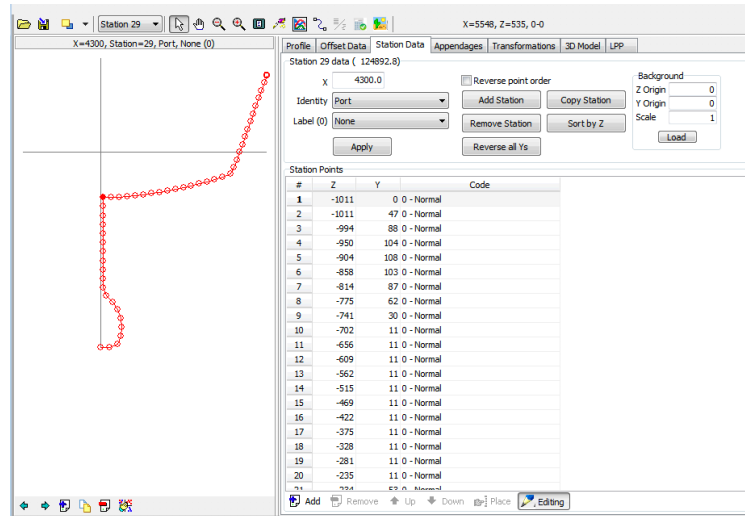 Station 29
X=5548, Z=535, 0-0
X=4300, Station=29, Port, None (0)
Profile Offset Data Station Data Appendages Transformations 3D Model LPP
Station 29 data ( 124892.8)
X 4300.0
Reverse point order
Identity Port
Add Station Copy Station
Label (0) None
Remove Station Sort by Z
Apply
Reverse all Ys
Background
Z Origin 0
Y Origin 0
Scale 1
Load
Station Points
# Z Y Code
1 -1011 0 0 - Normal
2 -1011 47 0 - Normal
3 -994 88 0 - Normal
4 -950 104 0 - Normal
5 -904 108 0 - Normal
6 -858 103 0 - Normal
7 -814 87 0 - Normal
8 -775 62 0 - Normal
9 -741 30 0 - Normal
10 -702 11 0 - Normal
11 -656 11 0 - Normal
12 -609 11 0 - Normal
13 -562 11 0 - Normal
14 -515 11 0 - Normal
15 -469 11 0 - Normal
16 -422 11 0 - Normal
17 -375 11 0 - Normal
18 -328 11 0 - Normal
19 -281 11 0 - Normal
20 -235 11 0 - Normal
21 -234 53 0 - Normal
Add Remove Up Down Place Editing